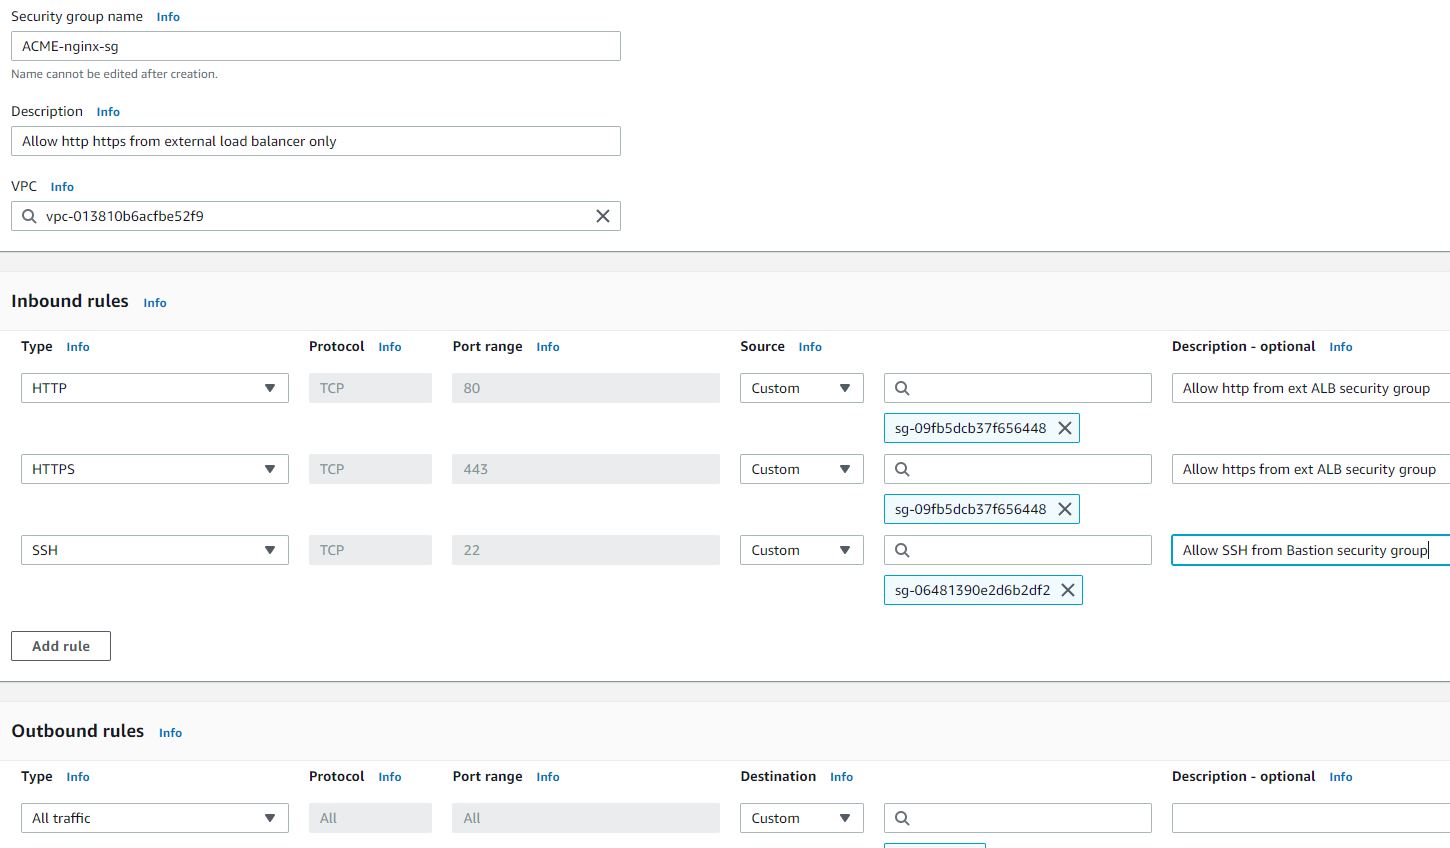 Security group name Info
ACME-nginx-sg
Name cannot be edited after creation.
Description Info
Allow http https from external load balancer only
VPC Info
vpc-013810b6acfbe52f9
Inbound rules Info
Type Info Protocol Info Port range Info Source Info Description - optional Info
HTTP TCP 80 Custom Allow http from ext ALB security group
sg-09fb5dcb37f656448
HTTPS TCP 443 Custom Allow https from ext ALB security group
sg-09fb5dcb37f656448
SSH TCP 22 Custom Allow SSH from Bastion security group
sg-06481390e2d6b2df2
Add rule
Outbound rules Info
Type Info Protocol Info Port range Info Destination Info Description - optional Info
All traffic All All Custom